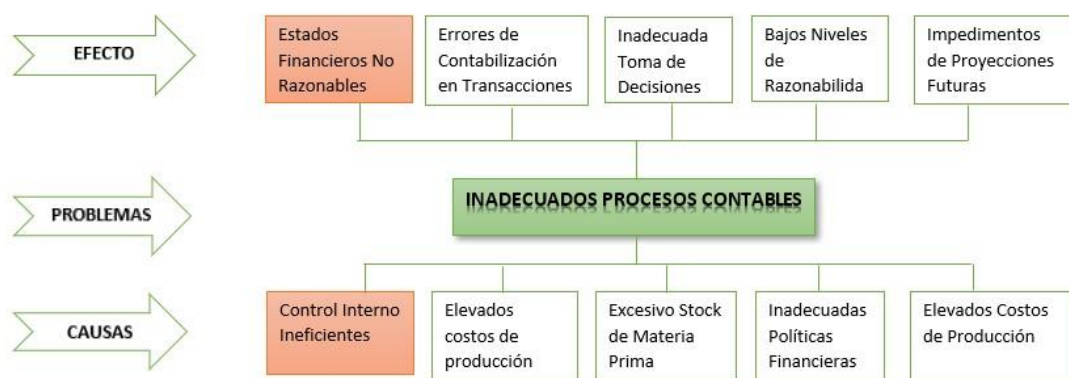 EFECTO
Estados
Financieros No
Razonables
Errores de
Contabilización
en Transacciones
Inadecuada
Toma de
Decisiones
Bajos Niveles
de
Razonabilida
Impedimentos
de Proyecciones
Futuras
PROBLEMAS
INADECUADOS PROCESOS CONTABLES
CAUSAS
Control Interno
Ineficientes
Elevados
costos de
producción
Excesivo Stock
de Materia
Prima
Inadecuadas
Políticas
Financieras
Elevados Costos
de Producción